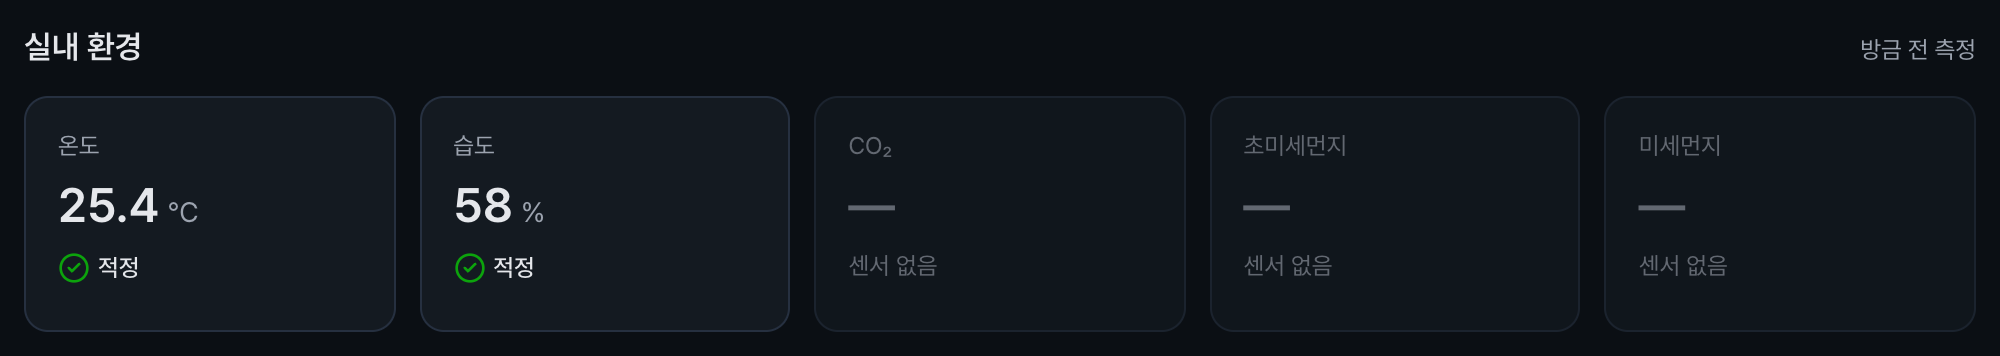 실내 환경
방금 전 측정
온도
25.4 °C
적정
습도
58 %
적정
CO₂
—
센서 없음
초미세먼지
—
센서 없음
미세먼지
—
센서 없음